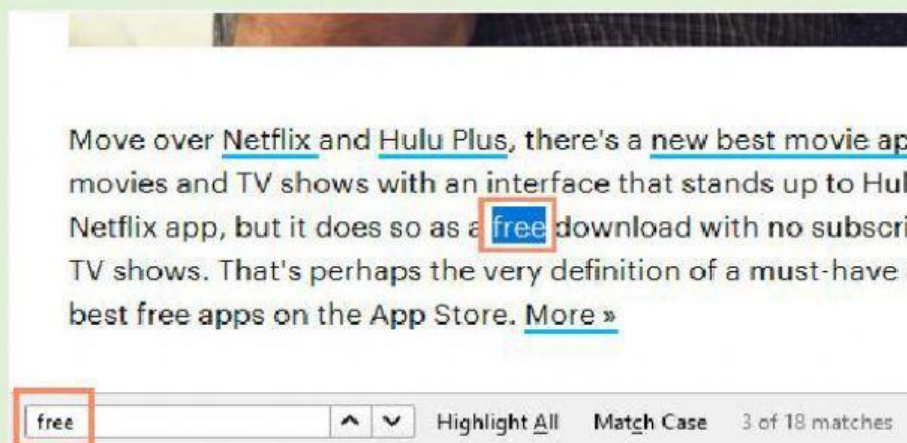 Move over Netflix and Hulu Plus, there's a new best movie ap
movies and TV shows with an interface that stands up to Hul
Netflix app, but it does so as a free download with no subscri
TV shows. That's perhaps the very definition of a must-have
best free apps on the App Store. More »
free Highlight All Match Case 3 of 18 matches